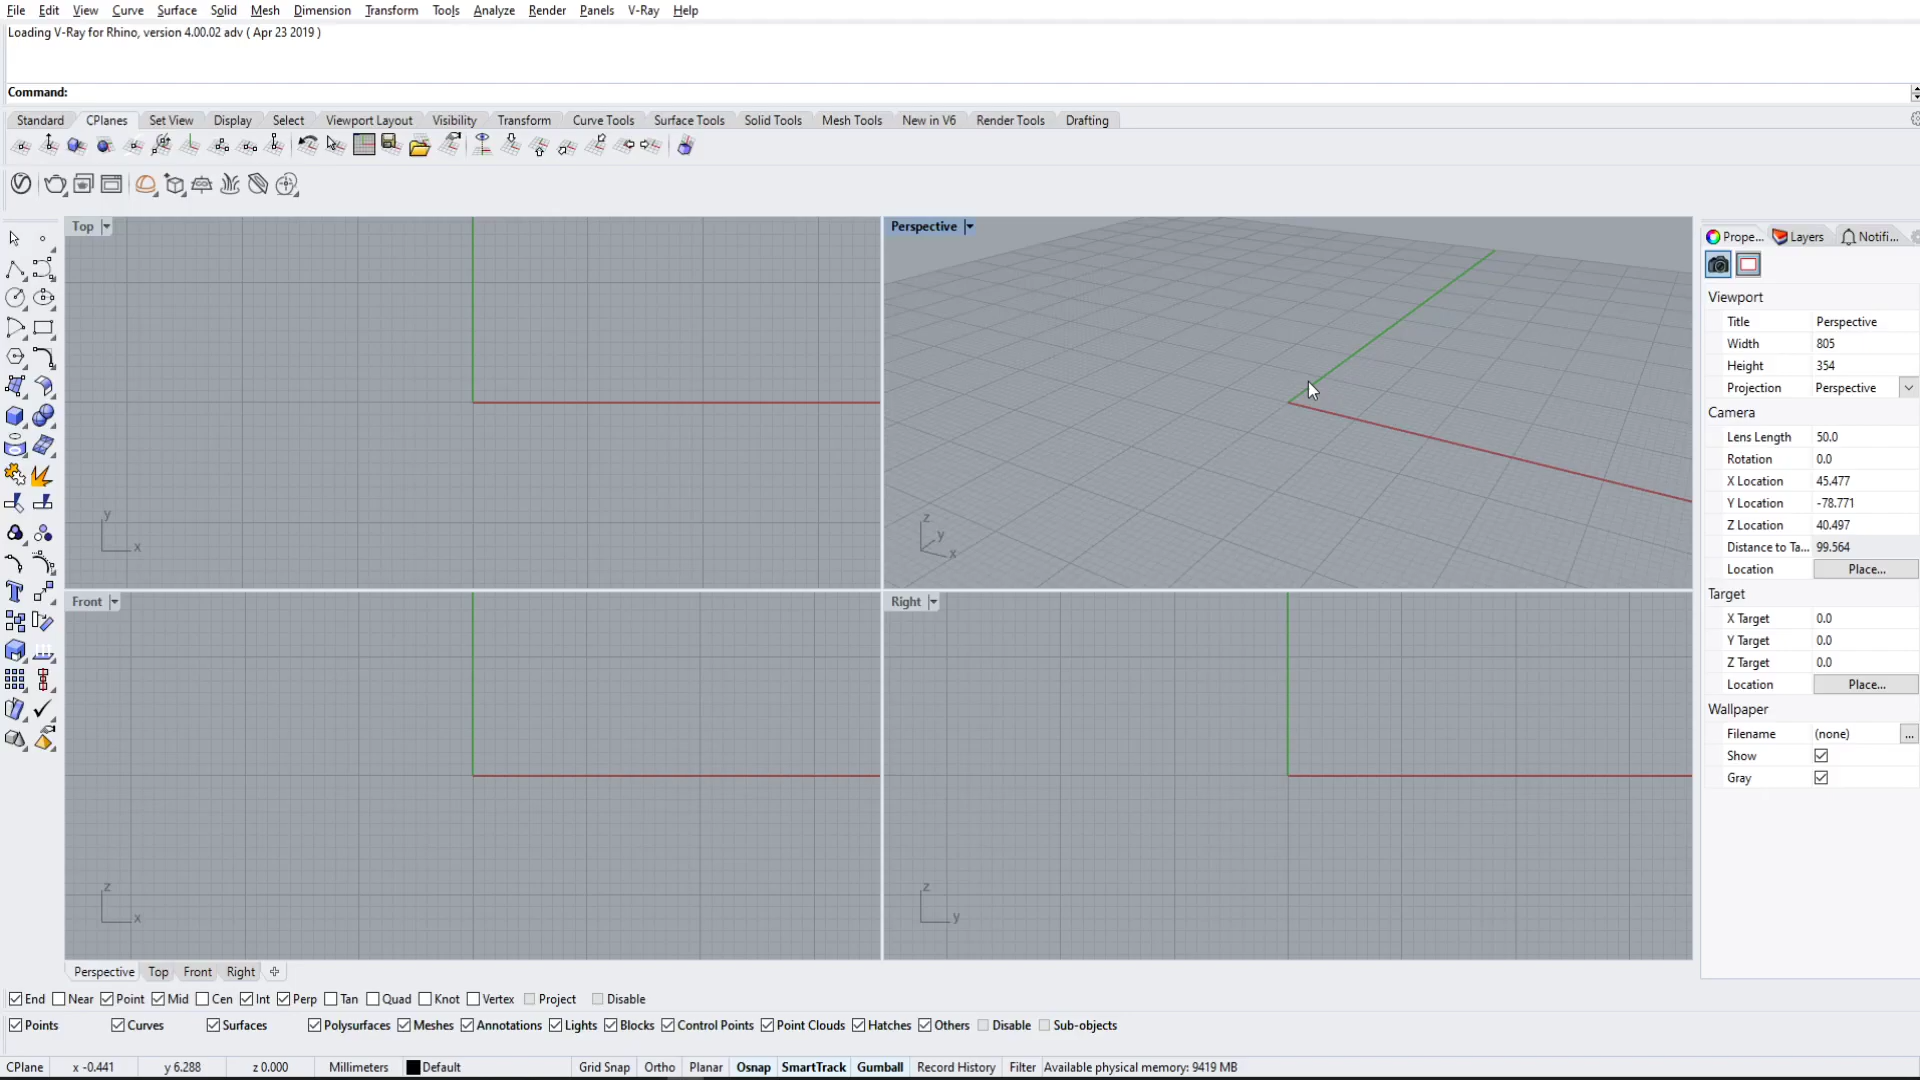 File Edit View Curve Surface Solid Mesh Dimension Transform Tools Analyze Render Panels V-Ray Help
Loading V-Ray for Rhino, version 4.00.02 adv ( Apr 23 2019 )
Command:
Standard CPlanes Set View Display Select Viewport Layout Visibility Transform Curve Tools Surface Tools Solid Tools Mesh Tools New in V6 Render Tools Drafting
Top
Perspective
Prope... Layers Notifi...
Viewport
Title Perspective
Width 805
Height 354
Projection Perspective
Camera
Lens Length 50.0
Rotation 0.0
X Location 45.477
Y Location -78.771
Z Location 40.497
Distance to Ta... 99.564
Location Place...
Target
X Target 0.0
Y Target 0.0
Z Target 0.0
Location Place...
Wallpaper
Filename (none) ...
Show
Gray
y
x
z
y
x
Front
Right
z
x
z
y
Perspective Top Front Right
End Near Point Mid Cen Int Perp Tan Quad Knot Vertex Project Disable
Points Curves Surfaces Polysurfaces Meshes Annotations Lights Blocks Control Points Point Clouds Hatches Others Disable Sub-objects
CPlane x -0.441 y 6.288 z 0.000 Millimeters Default Grid Snap Ortho Planar Osnap SmartTrack Gumball Record History Filter Available physical memory: 9419 MB